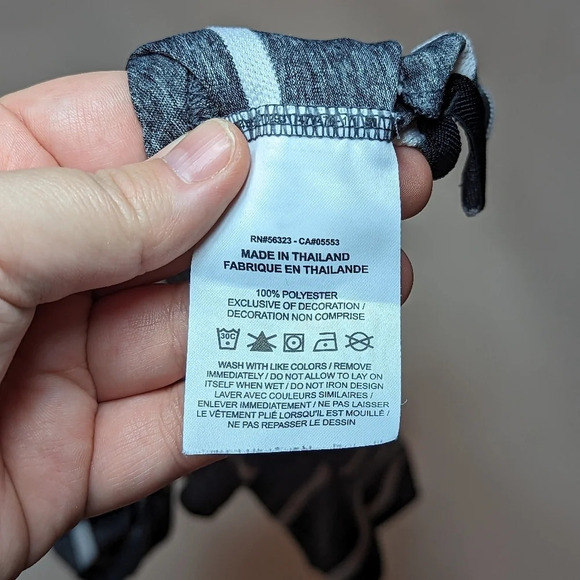 RN#56323 - CA#05553
MADE IN THAILAND
FABRIQUE EN THAILANDE
100% POLYESTER
EXCLUSIVE OF DECORATION /
DECORATION NON COMPRISE
30C
WASH WITH LIKE COLORS / REMOVE
IMMEDIATELY / DO NOT ALLOW TO LAY ON
ITSELF WHEN WET / DO NOT IRON DESIGN
LAVER AVEC COULEURS SIMILAIRES /
ENLEVER IMMEDIATEMENT / NE PAS LAISSER
LE VÊTEMENT PLIÉ LORSQU'IL EST MOUILLÉ /
NE PAS REPASSER LE DESSIN